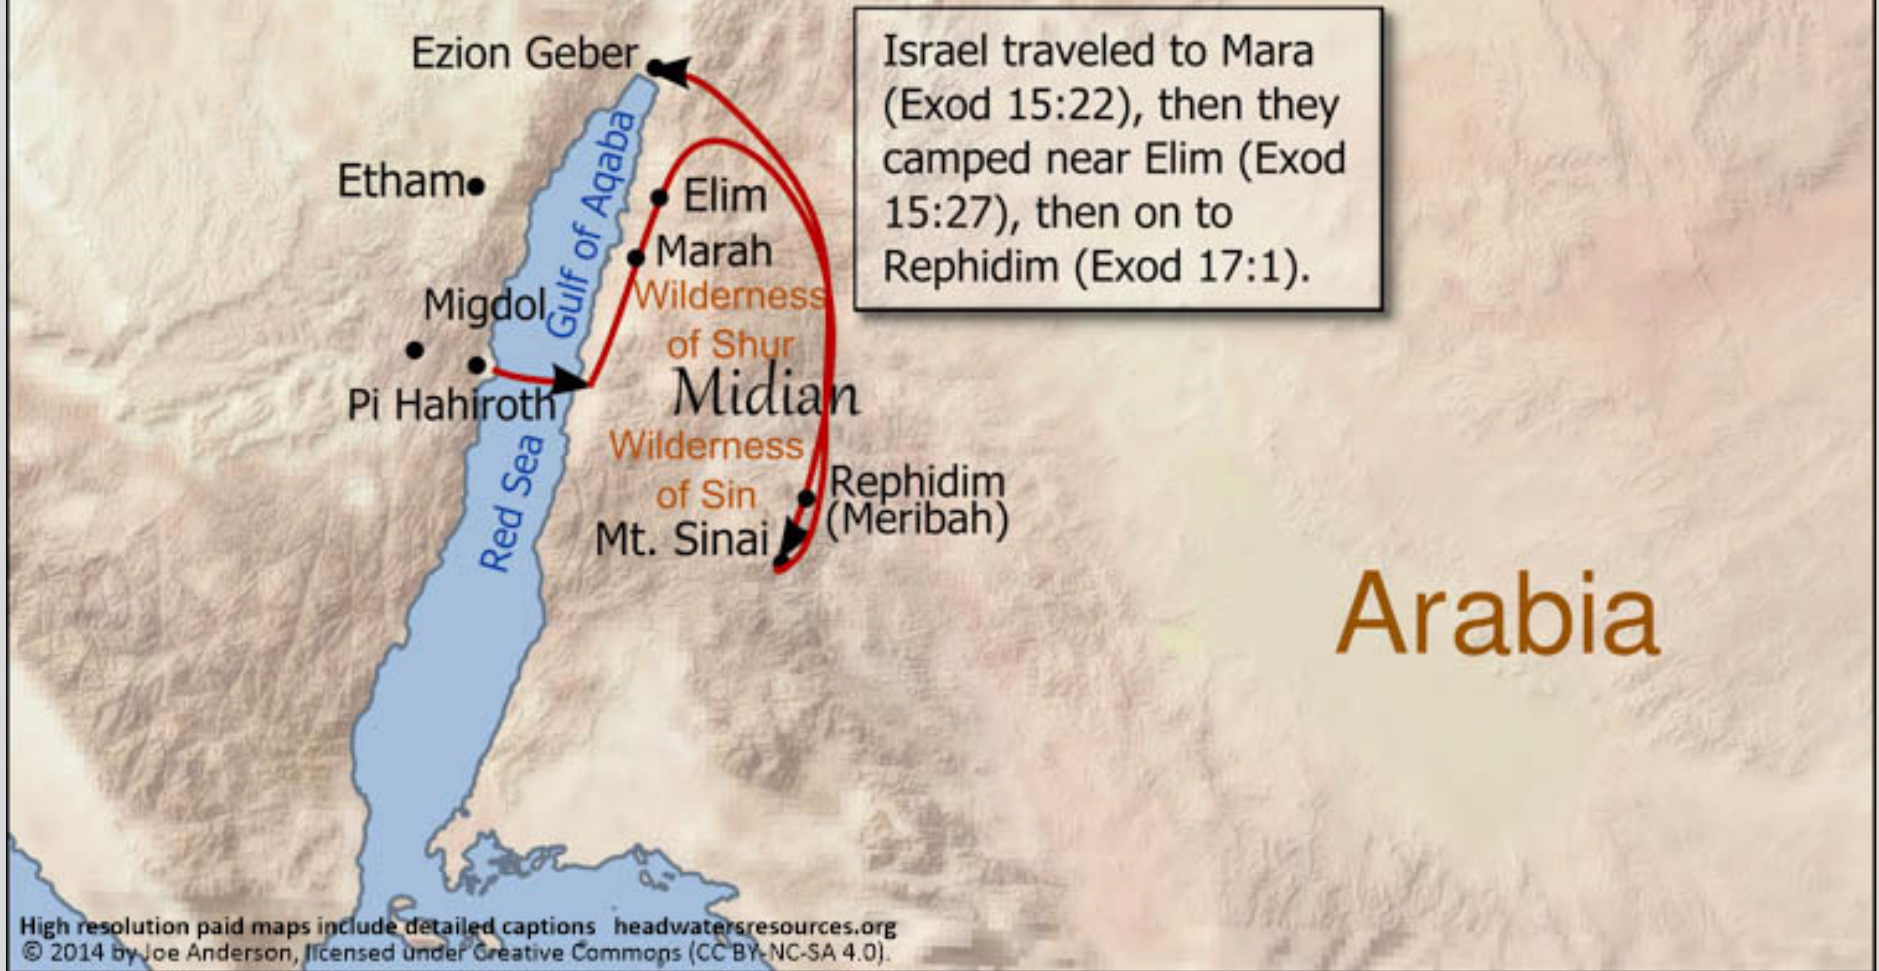 Ezion Geber
Israel traveled to Mara
(Exod 15:22), then they
camped near Elim (Exod
15:27), then on to
Rephidim (Exod 17:1).
Etham
Gulf of Aqaba
Elim
Marah
Migdol
Wilderness
of Shur
Midian
Pi Hahiroth
Red Sea
Wilderness
of Sin
Rephidim
(Meribah)
Mt. Sinai
Arabia
High resolution paid maps include detailed captions headwatersresources.org
© 2014 by Joe Anderson, licensed under Creative Commons (CC BY-NC-SA 4.0).